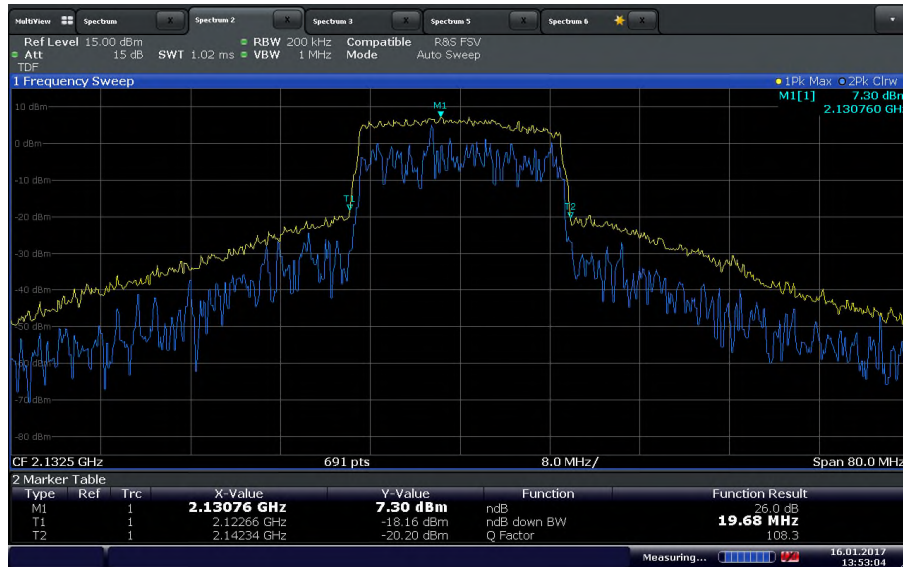 MultiView Spectrum X Spectrum 2 X Spectrum 3 X Spectrum 5 X Spectrum 6 X
Ref Level 15.00 dBm RBW 200 kHz Compatible R&S FSV
Att 15 dB SWT 1.02 ms VBW 1 MHz Mode Auto Sweep
TDF
1 Frequency Sweep 1Pk Max 2Pk Clrw
M1[1] 7.30 dBm
2.130760 GHz
10 dBm
M1
0 dBm
-10 dBm
T1
T2
-20 dBm
-30 dBm
-40 dBm
-50 dBm
-60 dBm
-70 dBm
-80 dBm
CF 2.1325 GHz 691 pts 8.0 MHz/ Span 80.0 MHz
2 Marker Table
Type Ref Trc X-Value Y-Value Function Function Result
M1 1 2.13076 GHz 7.30 dBm ndB 26.0 dB
T1 1 2.12266 GHz -18.16 dBm ndB down BW 19.68 MHz
T2 1 2.14234 GHz -20.20 dBm Q Factor 108.3
Measuring... 16.01.2017
13:53:04